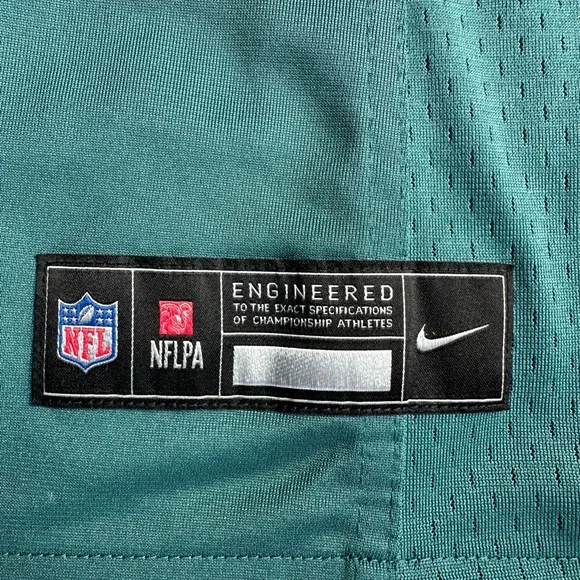 NFL
NFLPA
ENGINEERED
TO THE EXACT SPECIFICATIONS
OF CHAMPIONSHIP ATHLETES